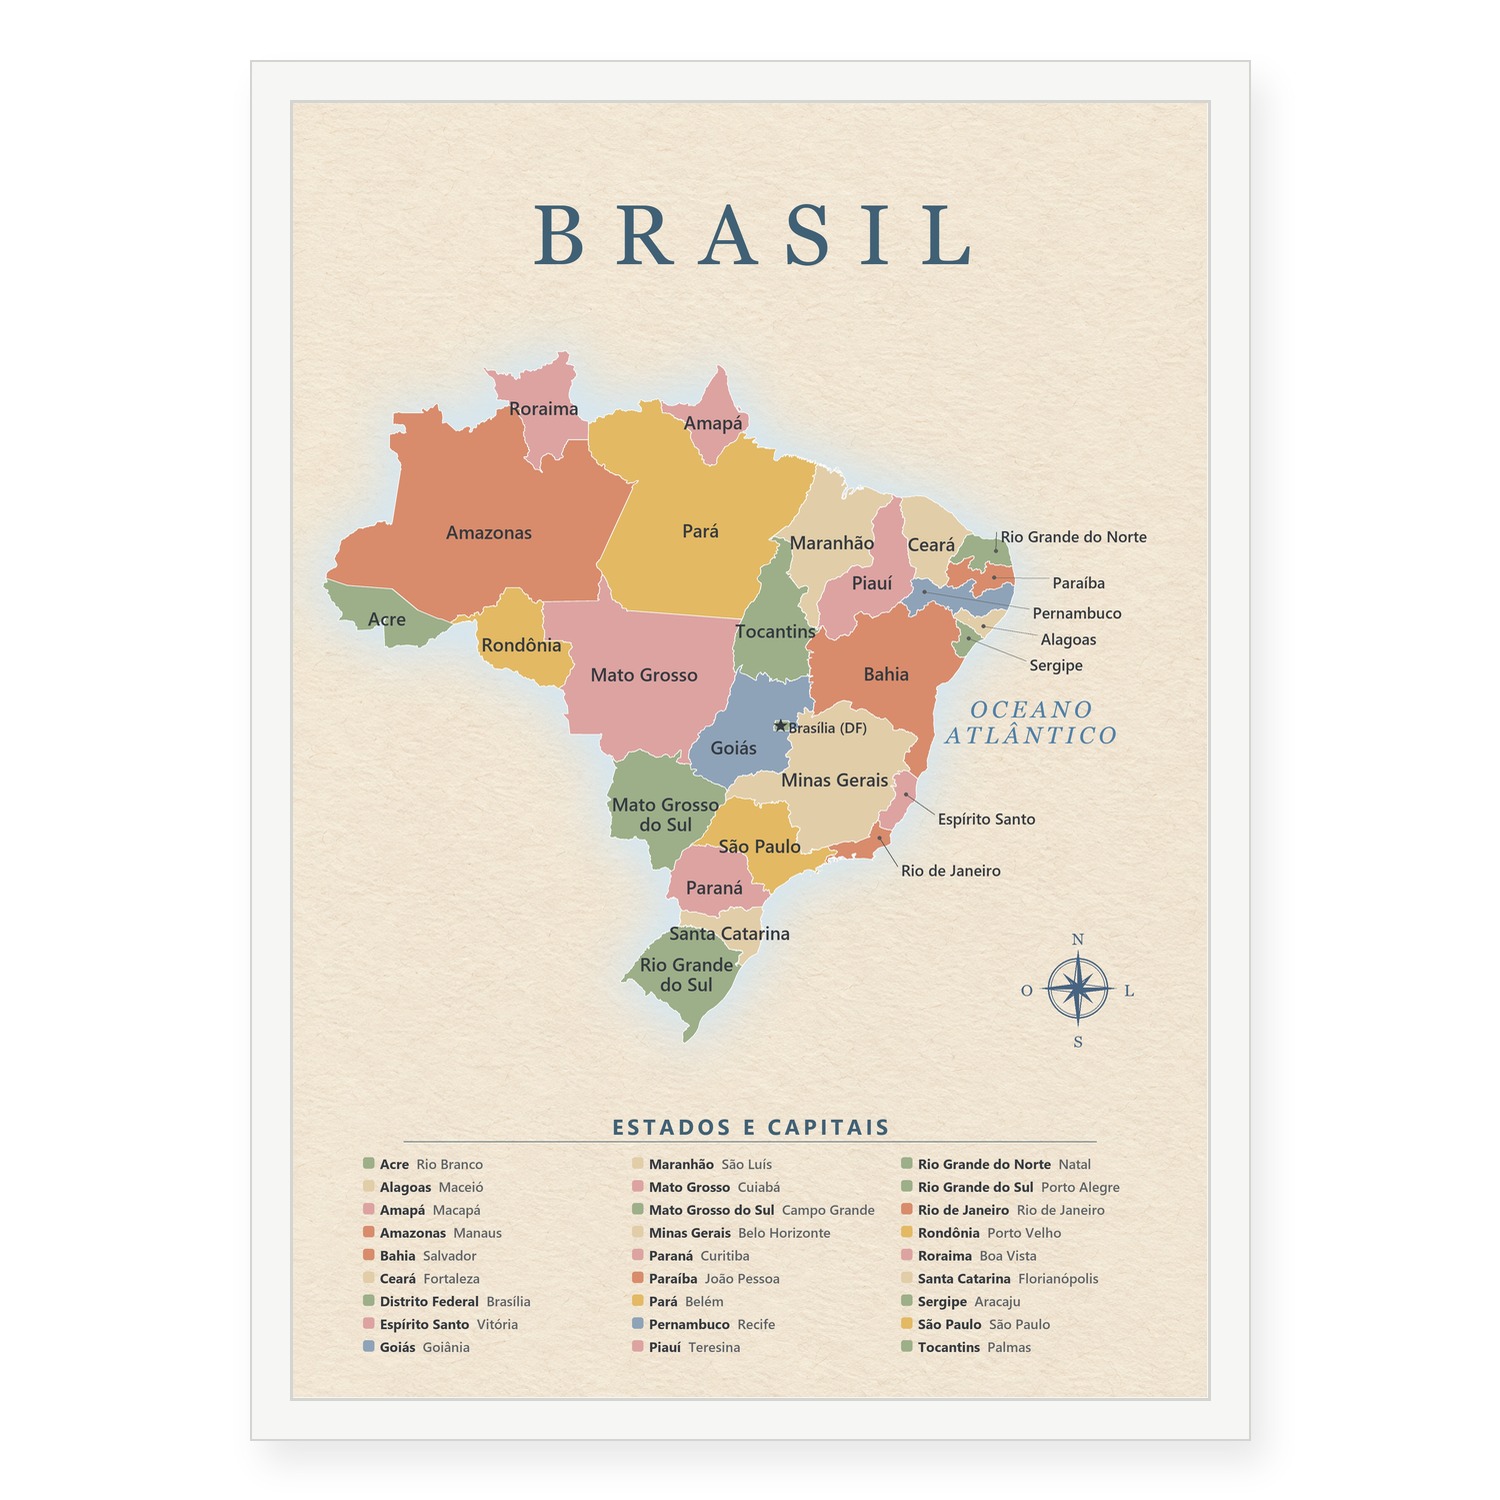 BRASIL
Roraima
Amapá
Amazonas
Pará
Maranhão
Ceará
Rio Grande do Norte
Piauí
Paraíba
Pernambuco
Acre
Tocantins
Alagoas
Rondônia
Sergipe
Mato Grosso
Bahia
OCEANO
ATLÂNTICO
Brasília (DF)
Goiás
Minas Gerais
Mato Grosso
do Sul
Espírito Santo
São Paulo
Rio de Janeiro
Paraná
Santa Catarina
Rio Grande
do Sul
N
O
L
S
ESTADOS E CAPITAIS
Acre Rio Branco
Alagoas Maceió
Amapá Macapá
Amazonas Manaus
Bahia Salvador
Ceará Fortaleza
Distrito Federal Brasília
Espírito Santo Vitória
Goiás Goiânia
Maranhão São Luís
Mato Grosso Cuiabá
Mato Grosso do Sul Campo Grande
Minas Gerais Belo Horizonte
Paraná Curitiba
Paraíba João Pessoa
Pará Belém
Pernambuco Recife
Piauí Teresina
Rio Grande do Norte Natal
Rio Grande do Sul Porto Alegre
Rio de Janeiro Rio de Janeiro
Rondônia Porto Velho
Roraima Boa Vista
Santa Catarina Florianópolis
Sergipe Aracaju
São Paulo São Paulo
Tocantins Palmas